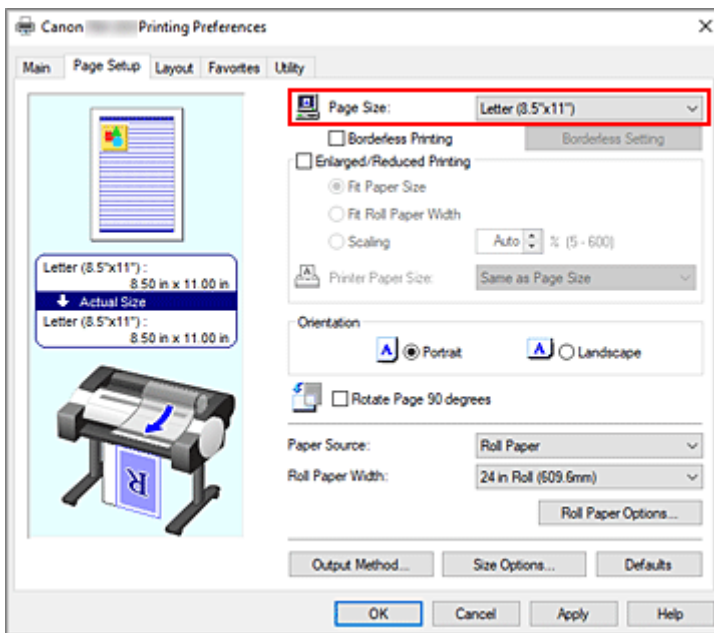 Canon Printing Preferences
Main Page Setup Layout Favorites Utility
Page Size: Letter (8.5"x11")
Borderless Printing Borderless Setting
Enlarged/Reduced Printing
Fit Paper Size
Fit Roll Paper Width
Scaling Auto % (5 - 600)
Printer Paper Size: Same as Page Size
Letter (8.5"x11") :
8.50 in x 11.00 in
Actual Size
Letter (8.5"x11") :
8.50 in x 11.00 in
Orientation
A Portrait A Landscape
Rotate Page 90 degrees
R
Paper Source: Roll Paper
Roll Paper Width: 24 in Roll (609.6mm)
Roll Paper Options...
Output Method... Size Options... Defaults
OK Cancel Apply Help